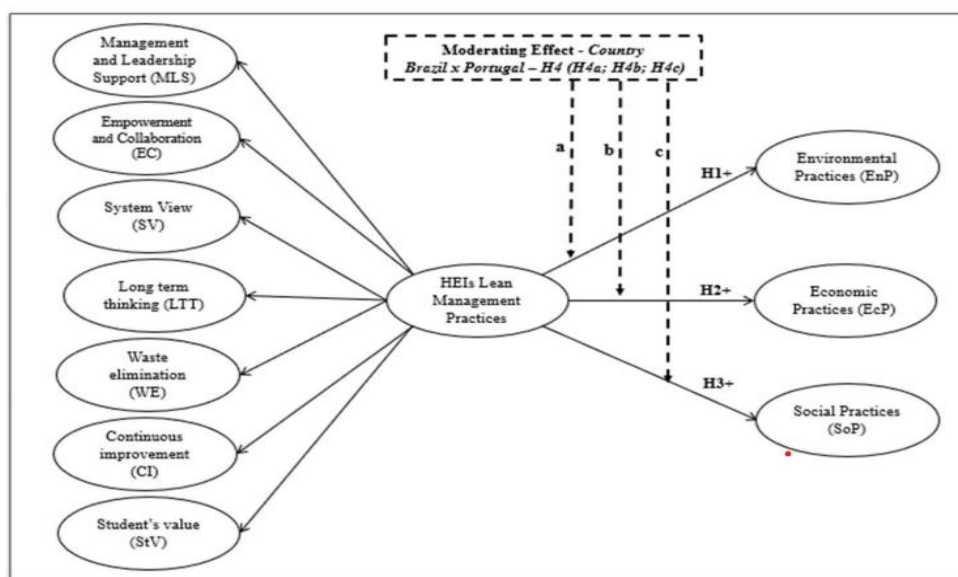 Management
and Leadership
Support (MLS)
Empowerment
and Collaboration
(EC)
System View
(SV)
Long term
thinking (LTT)
Waste
elimination
(WE)
Continuous
improvement
(CI)
Student's value
(StV)
HEIs Lean
Management
Practices
Moderating Effect - Country
Brazil x Portugal – H4 (H4a; H4b; H4c)
a
b
c
H1+
H2+
H3+
Environmental
Practices (EnP)
Economic
Practices (EcP)
Social Practices
(SoP)